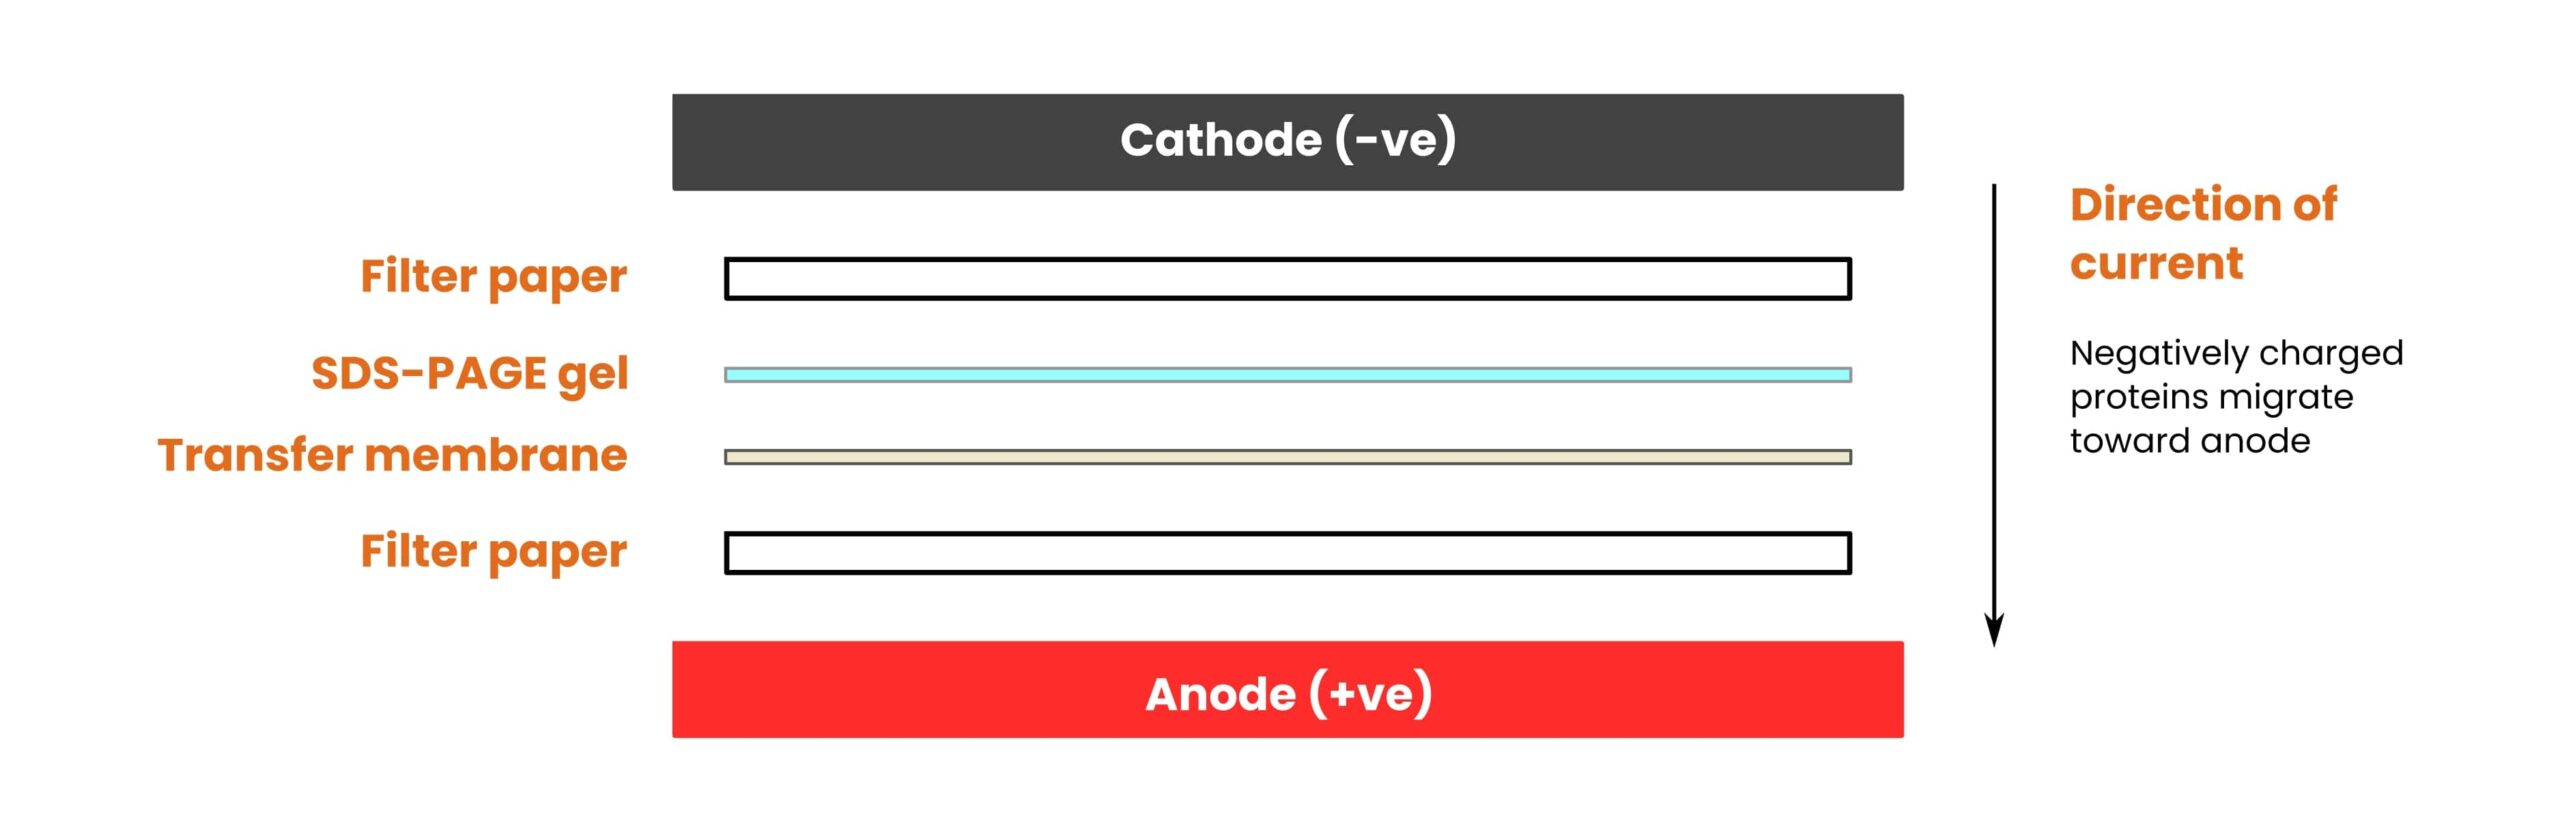 Cathode (-ve)
Filter paper
SDS-PAGE gel
Transfer membrane
Filter paper
Anode (+ve)
Direction of
current
Negatively charged
proteins migrate
toward anode